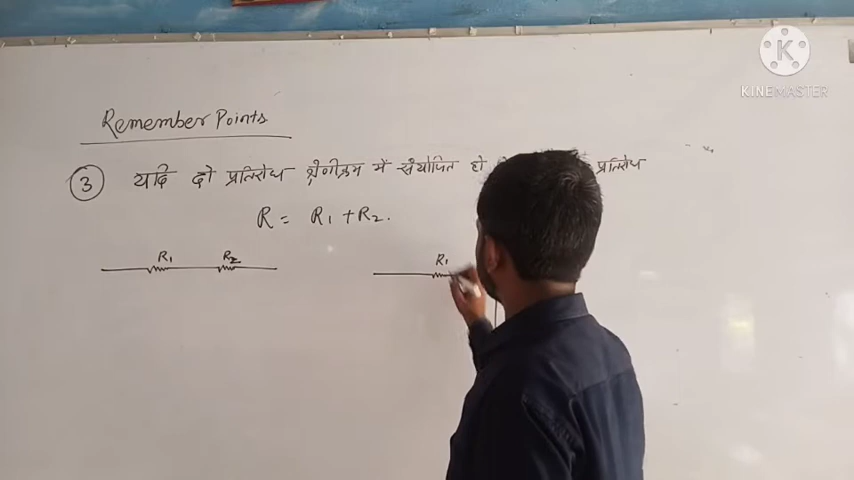 K
KINEMASTER
Remember Points
3 यदि दो प्रतिरोध श्रेणीक्रम में संयोजित हो प्रतिरोध
R = R₁ + R₂.
R₁ R₂ R₁